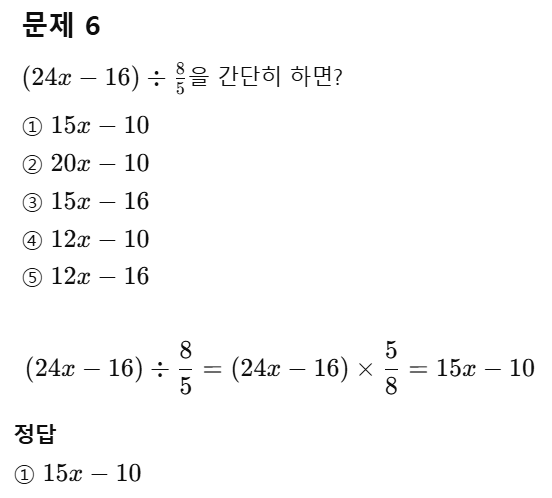 문제 6
(24x − 16) ÷ 8/5을 간단히 하면?
① 15x − 10
② 20x − 10
③ 15x − 16
④ 12x − 10
⑤ 12x − 16
(24x − 16) ÷ 8/5 = (24x − 16) × 5/8 = 15x − 10
정답
① 15x − 10